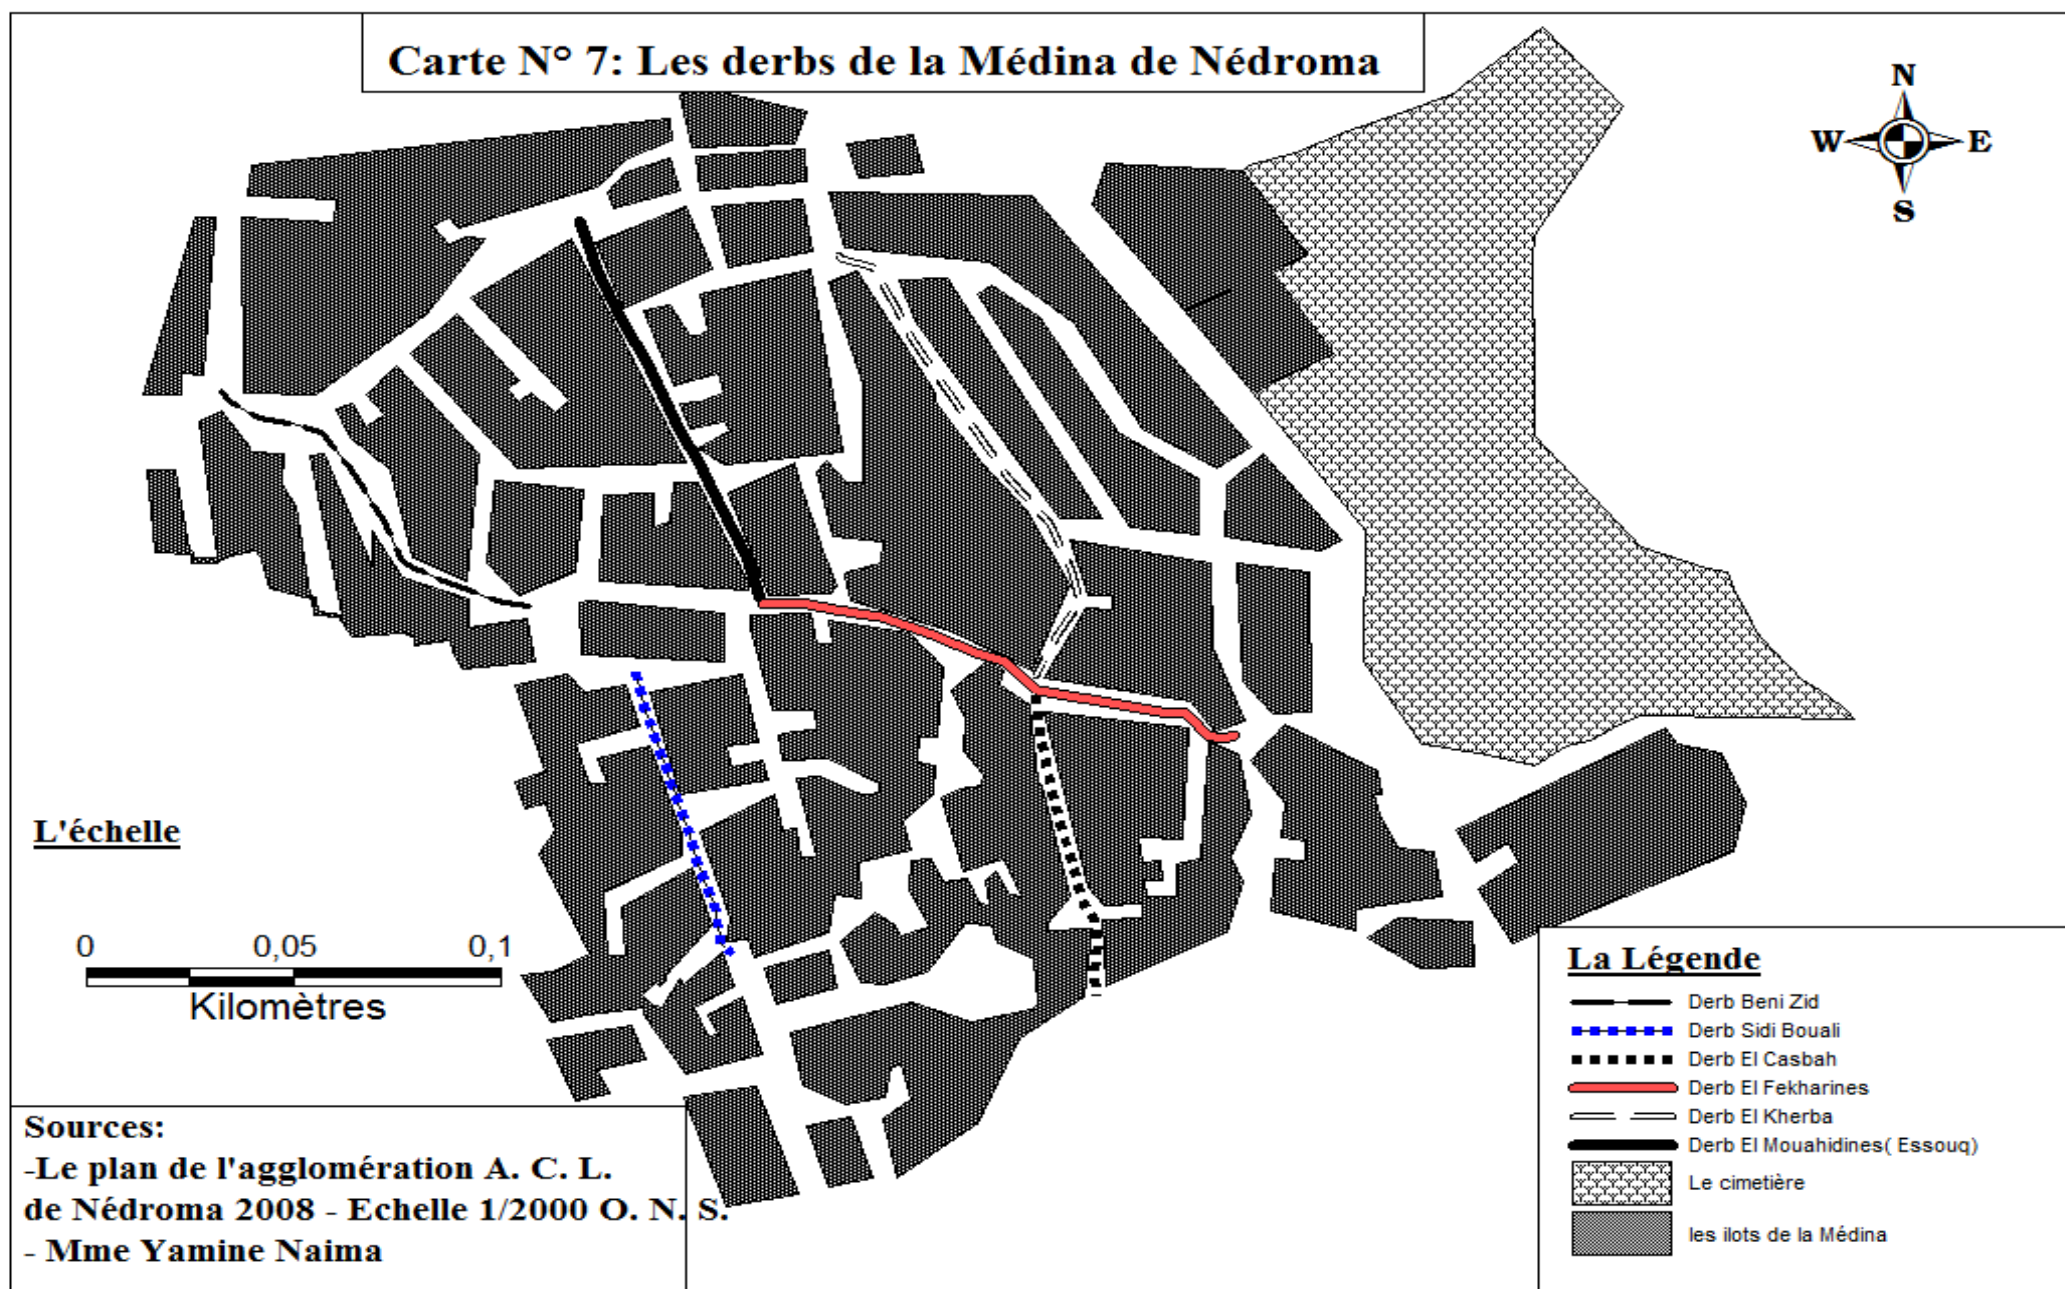 Carte N° 7: Les derbs de la Médina de Nédroma
N
W E
S
L'échelle
0 0,05 0,1
Kilomètres
La Légende
Derb Beni Zid
Derb Sidi Bouali
Derb El Casbah
Derb El Fekharines
Derb El Kherba
Derb El Mouahidines( Essouq)
Le cimetière
les ilots de la Médina
Sources:
-Le plan de l'agglomération A. C. L.
de Nédroma 2008 - Echelle 1/2000 O. N. S.
- Mme Yamine Naima